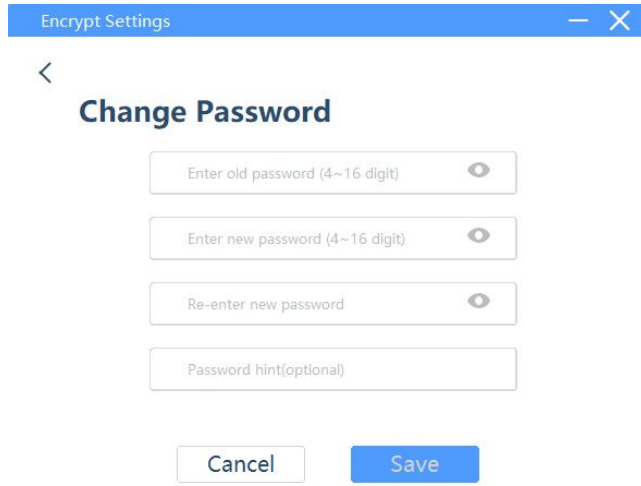 Encrypt Settings
Change Password
Enter old password (4~16 digit)
Enter new password (4~16 digit)
Re-enter new password
Password hint(optional)
Cancel Save